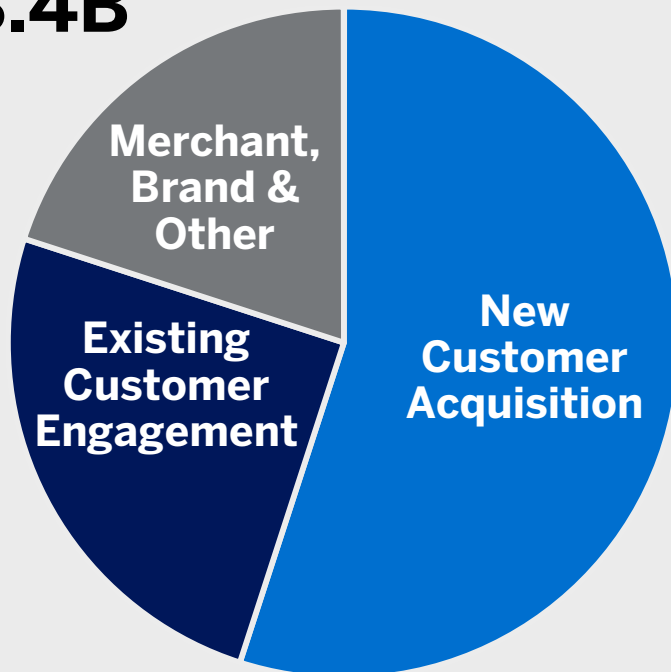 .4B
Merchant,
Brand &
Other
New
Customer
Acquisition
Existing
Customer
Engagement